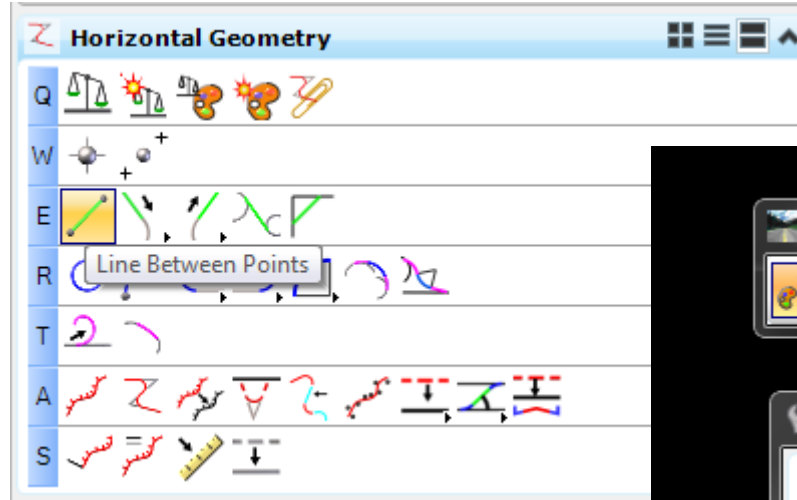 Horizontal Geometry
Q
W
E
Line Between Points
R
T
A
S